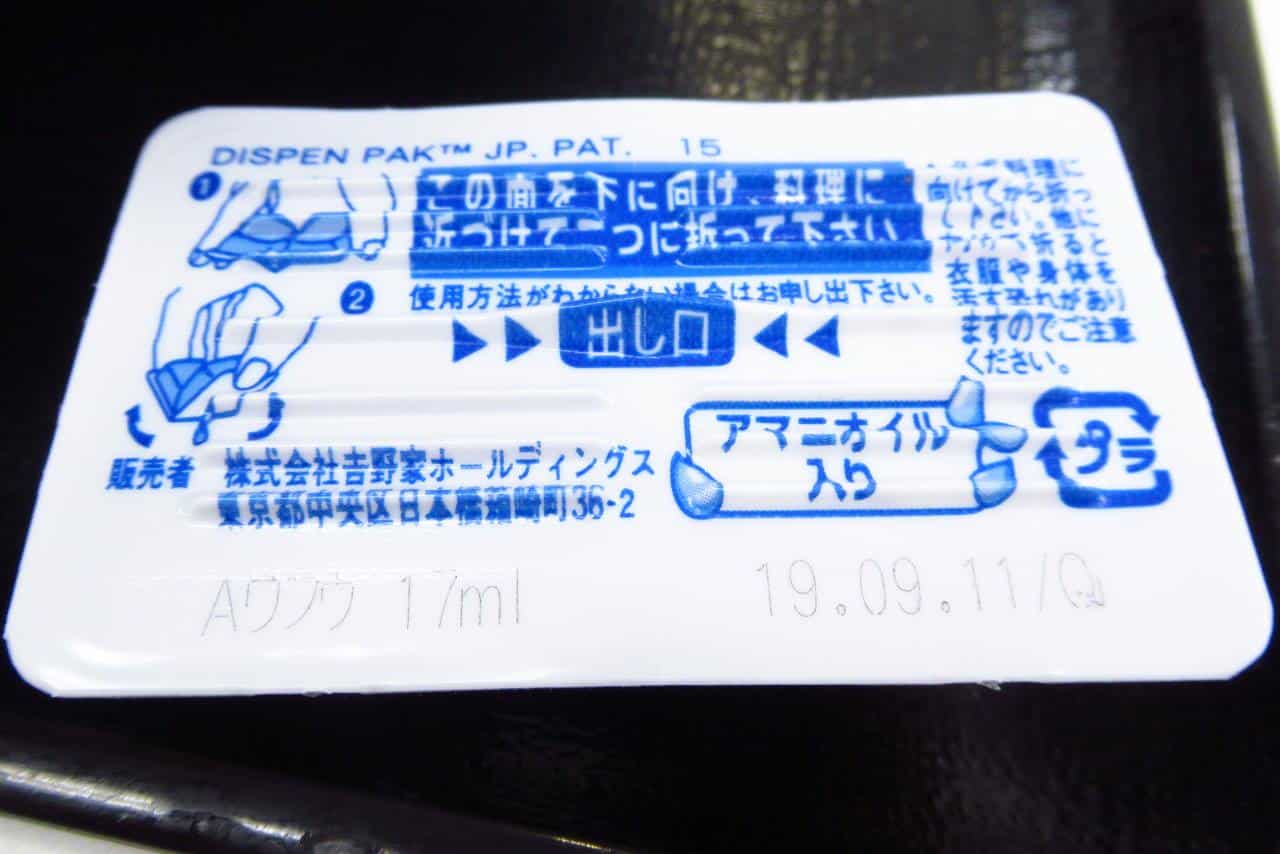 DISPEN PAK™ JP. PAT. 15
1
この面を下に向け、料理に
近づけて二つに折って下さい
2
使用方法がわからない場合はお申し出下さい。
出し口
料理に
向けてから折っ
て下さい。他に
折ると
衣服や身体を
汚す恐れがあり
ますのでご注意
ください。
アマニオイル
入り
プラ
販売者 株式会社吉野家ホールディングス
東京都中央区日本橋箱崎町36-2
17ml
19.09.11/